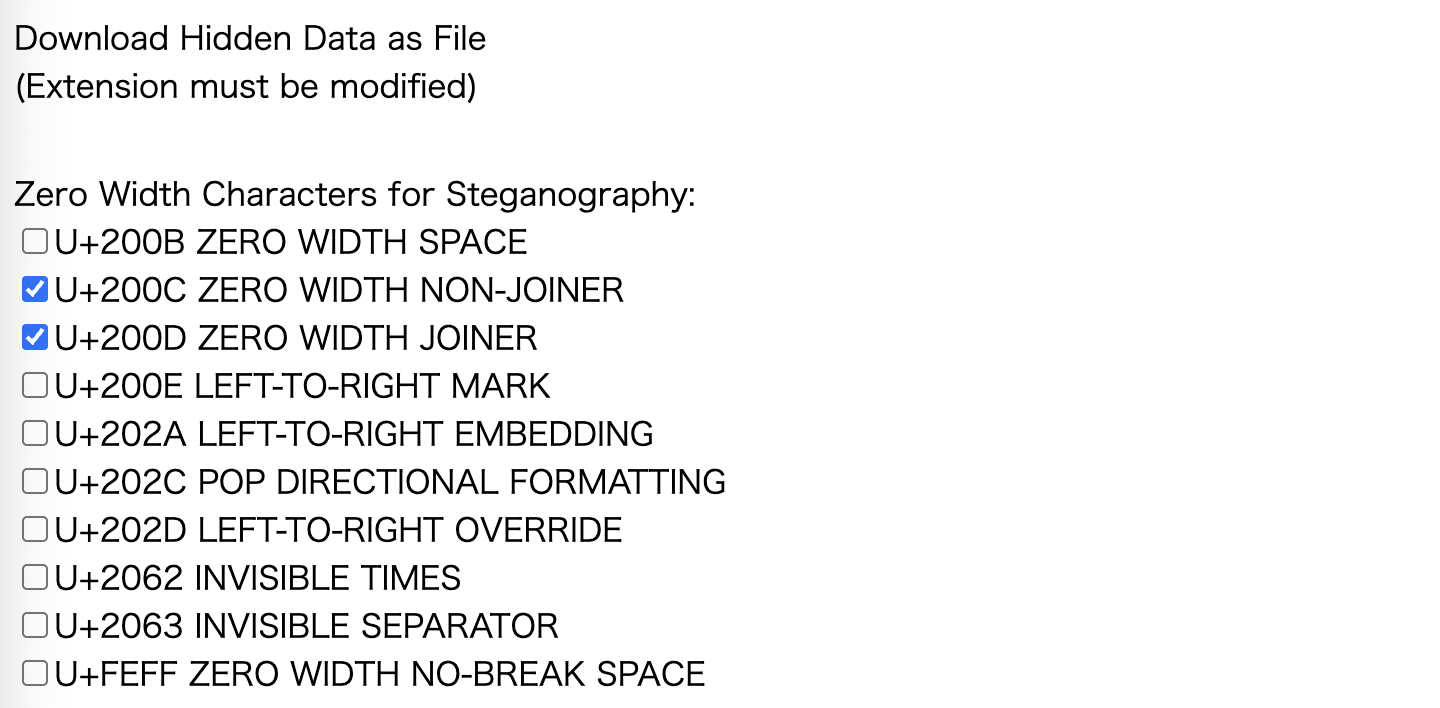 Download Hidden Data as File
(Extension must be modified)
Zero Width Characters for Steganography:
U+200B ZERO WIDTH SPACE
U+200C ZERO WIDTH NON-JOINER
U+200D ZERO WIDTH JOINER
U+200E LEFT-TO-RIGHT MARK
U+202A LEFT-TO-RIGHT EMBEDDING
U+202C POP DIRECTIONAL FORMATTING
U+202D LEFT-TO-RIGHT OVERRIDE
U+2062 INVISIBLE TIMES
U+2063 INVISIBLE SEPARATOR
U+FEFF ZERO WIDTH NO-BREAK SPACE